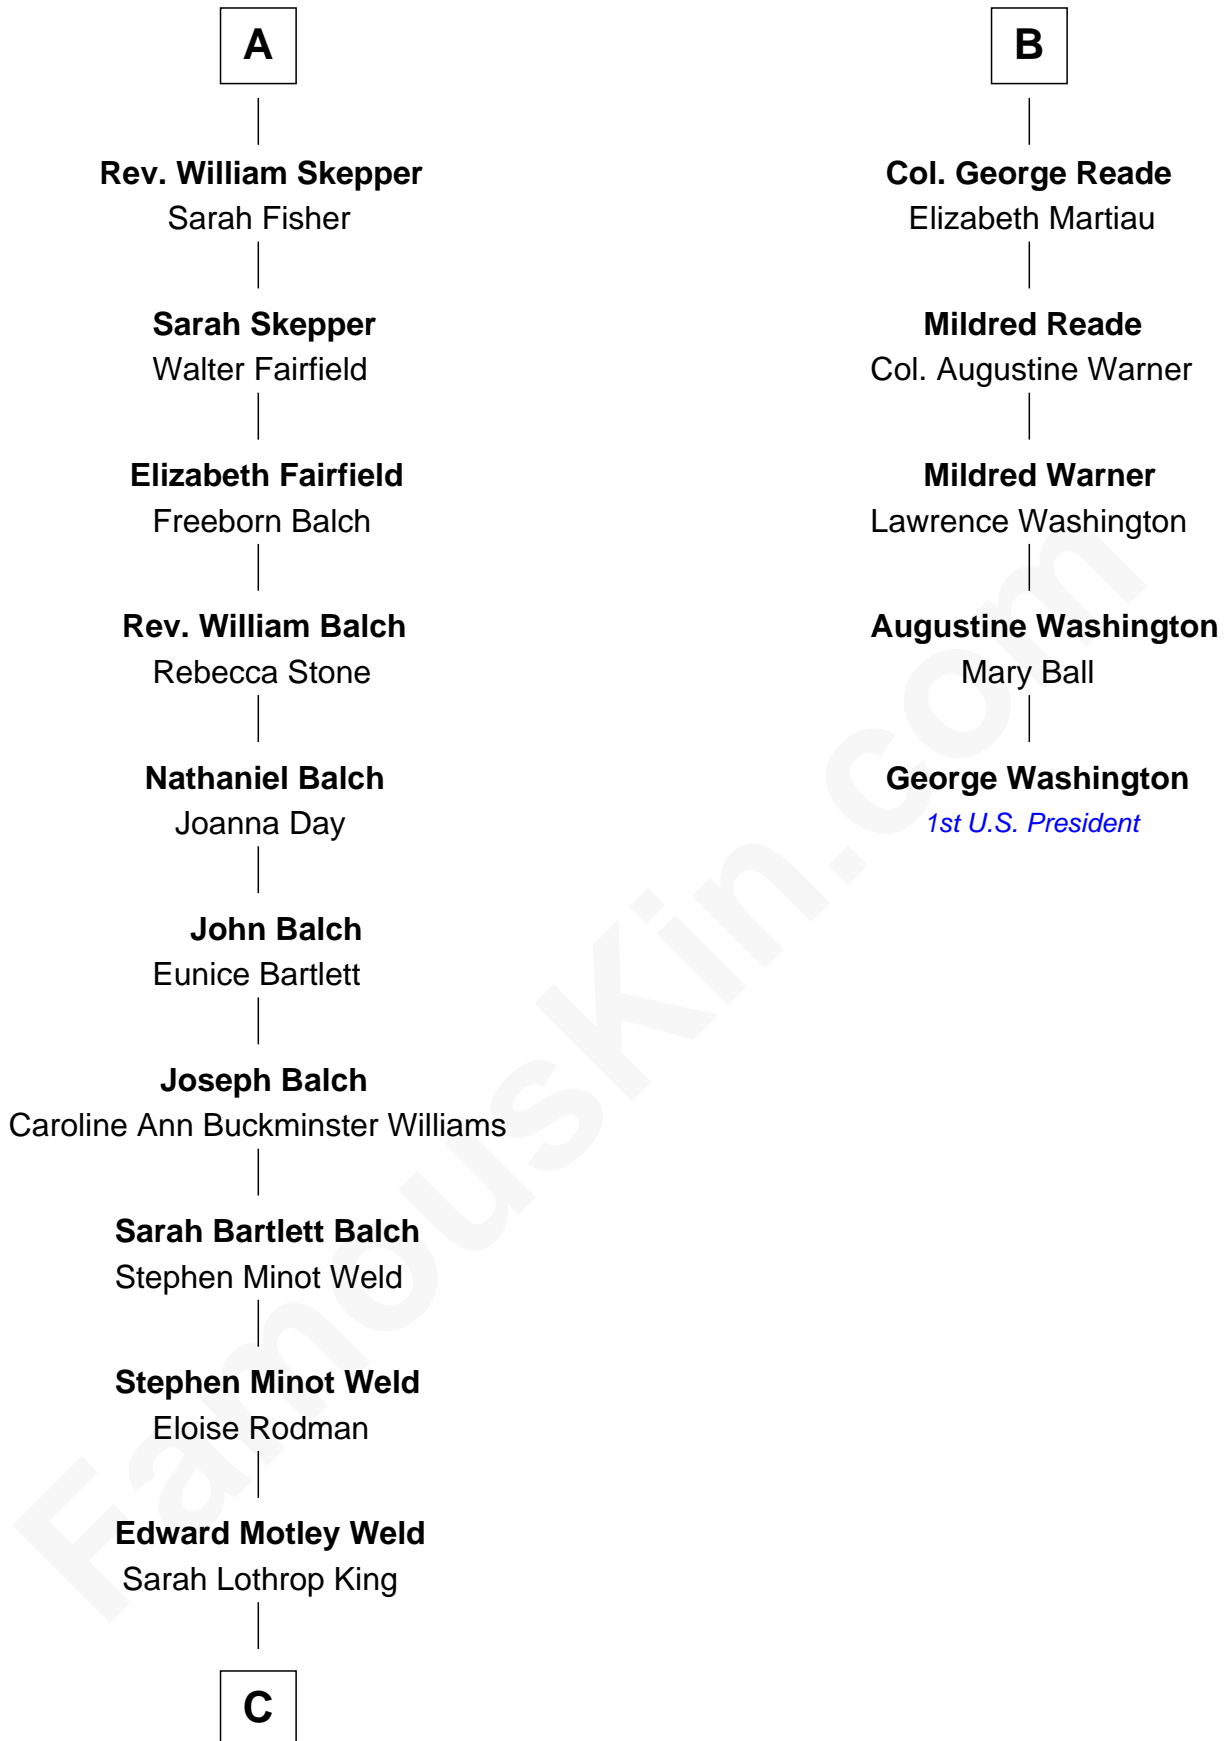 A
Rev. William Skepper
Sarah Fisher
Sarah Skepper
Walter Fairfield
Elizabeth Fairfield
Freeborn Balch
Rev. William Balch
Rebecca Stone
Nathaniel Balch
Joanna Day
John Balch
Eunice Bartlett
Joseph Balch
Caroline Ann Buckminster Williams
Sarah Bartlett Balch
Stephen Minot Weld
Stephen Minot Weld
Eloise Rodman
Edward Motley Weld
Sarah Lothrop King
C
B
Col. George Reade
Elizabeth Martiau
Mildred Reade
Col. Augustine Warner
Mildred Warner
Lawrence Washington
Augustine Washington
Mary Ball
George Washington
1st U.S. President
FamousKin.com